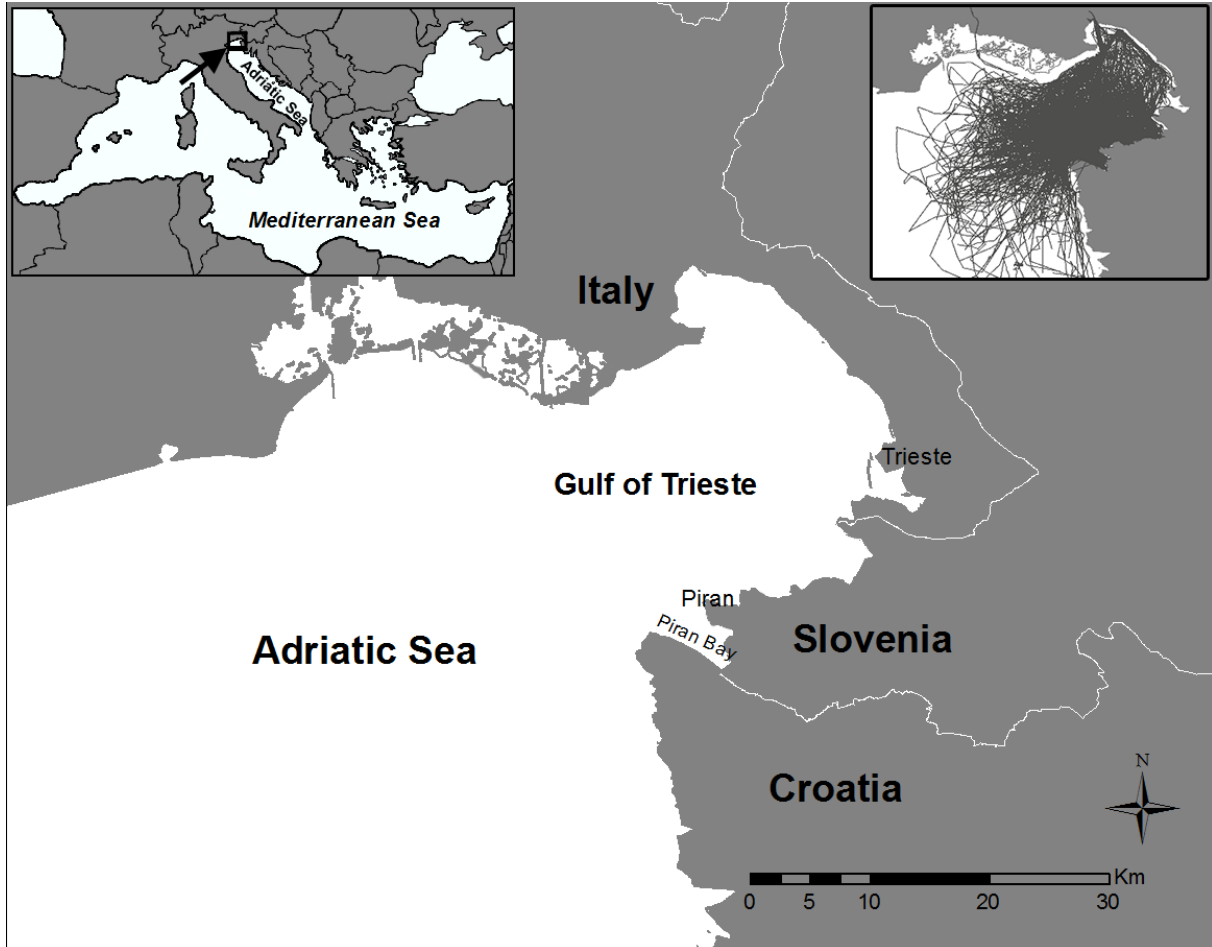 Adriatic Sea
Mediterranean Sea
Italy
Trieste
Gulf of Trieste
Piran
Piran Bay
Adriatic Sea
Slovenia
Croatia
N
Km
0 5 10 20 30